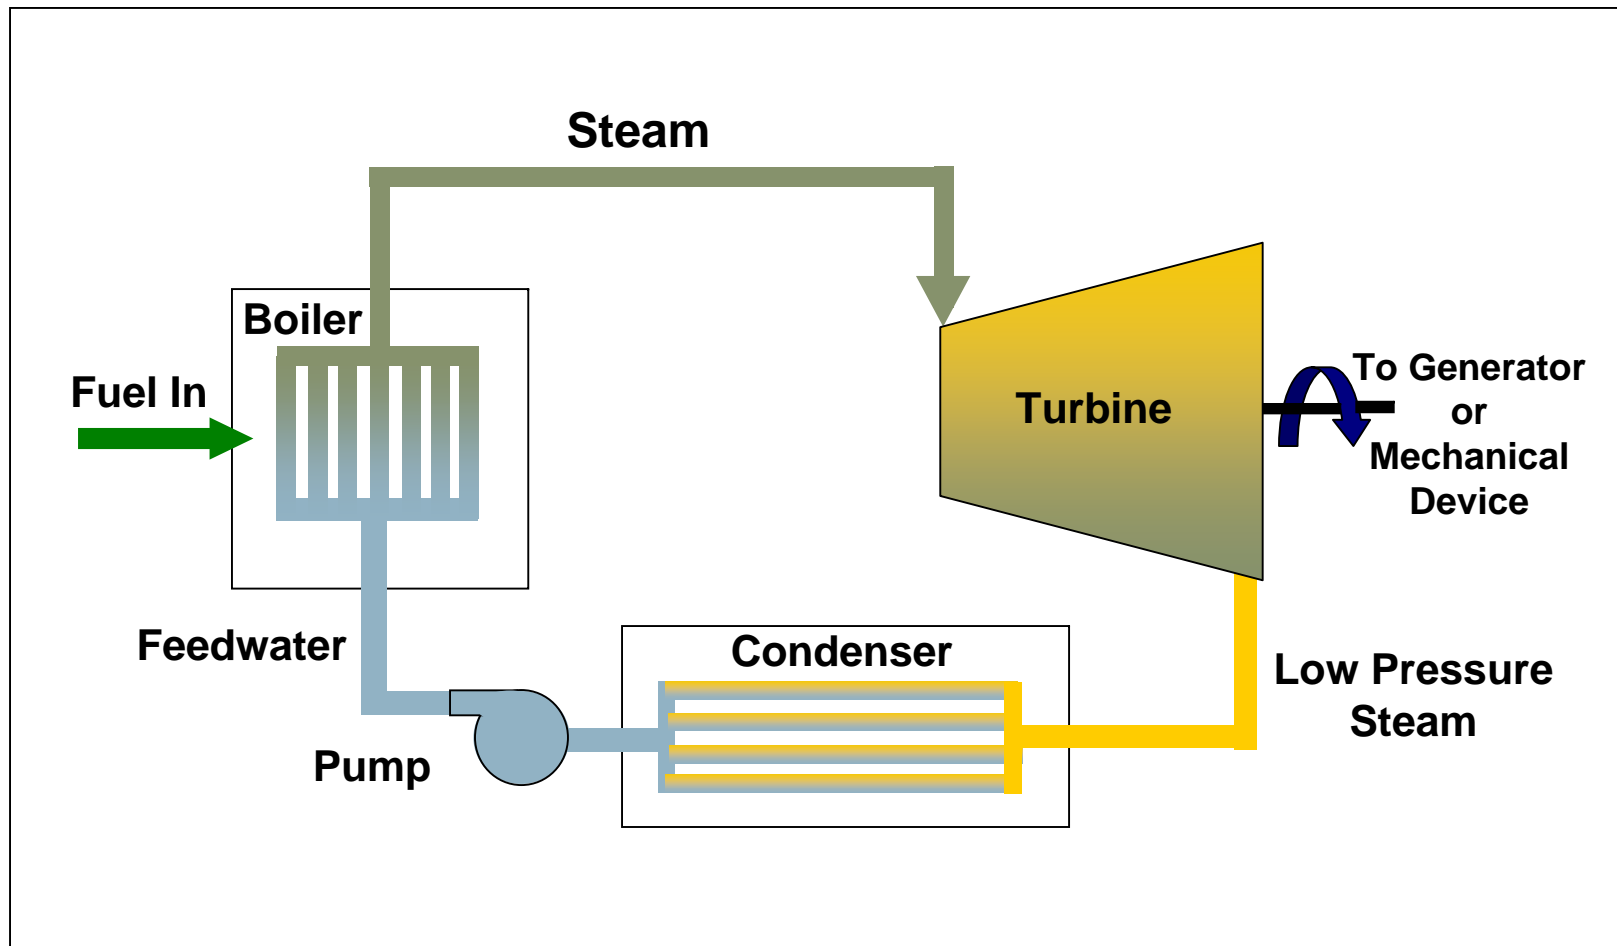 Steam
Boiler
Fuel In
Turbine
To Generator
or
Mechanical
Device
Feedwater
Condenser
Low Pressure
Steam
Pump